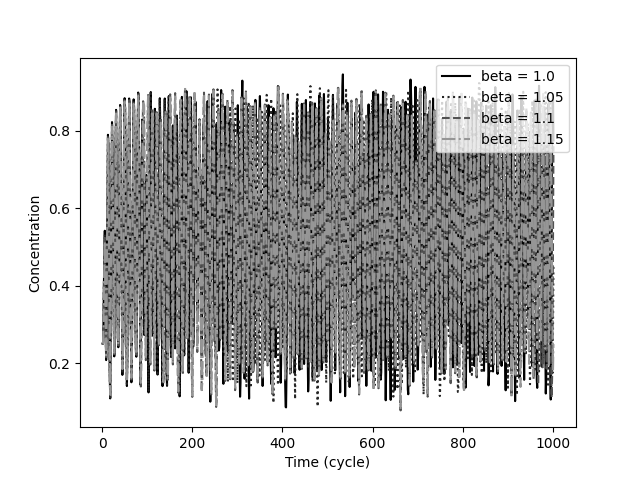 beta = 1.0
beta = 1.05
beta = 1.1
beta = 1.15
0.8
0.6
0.4
0.2
Concentration
0 200 400 600 800 1000
Time (cycle)